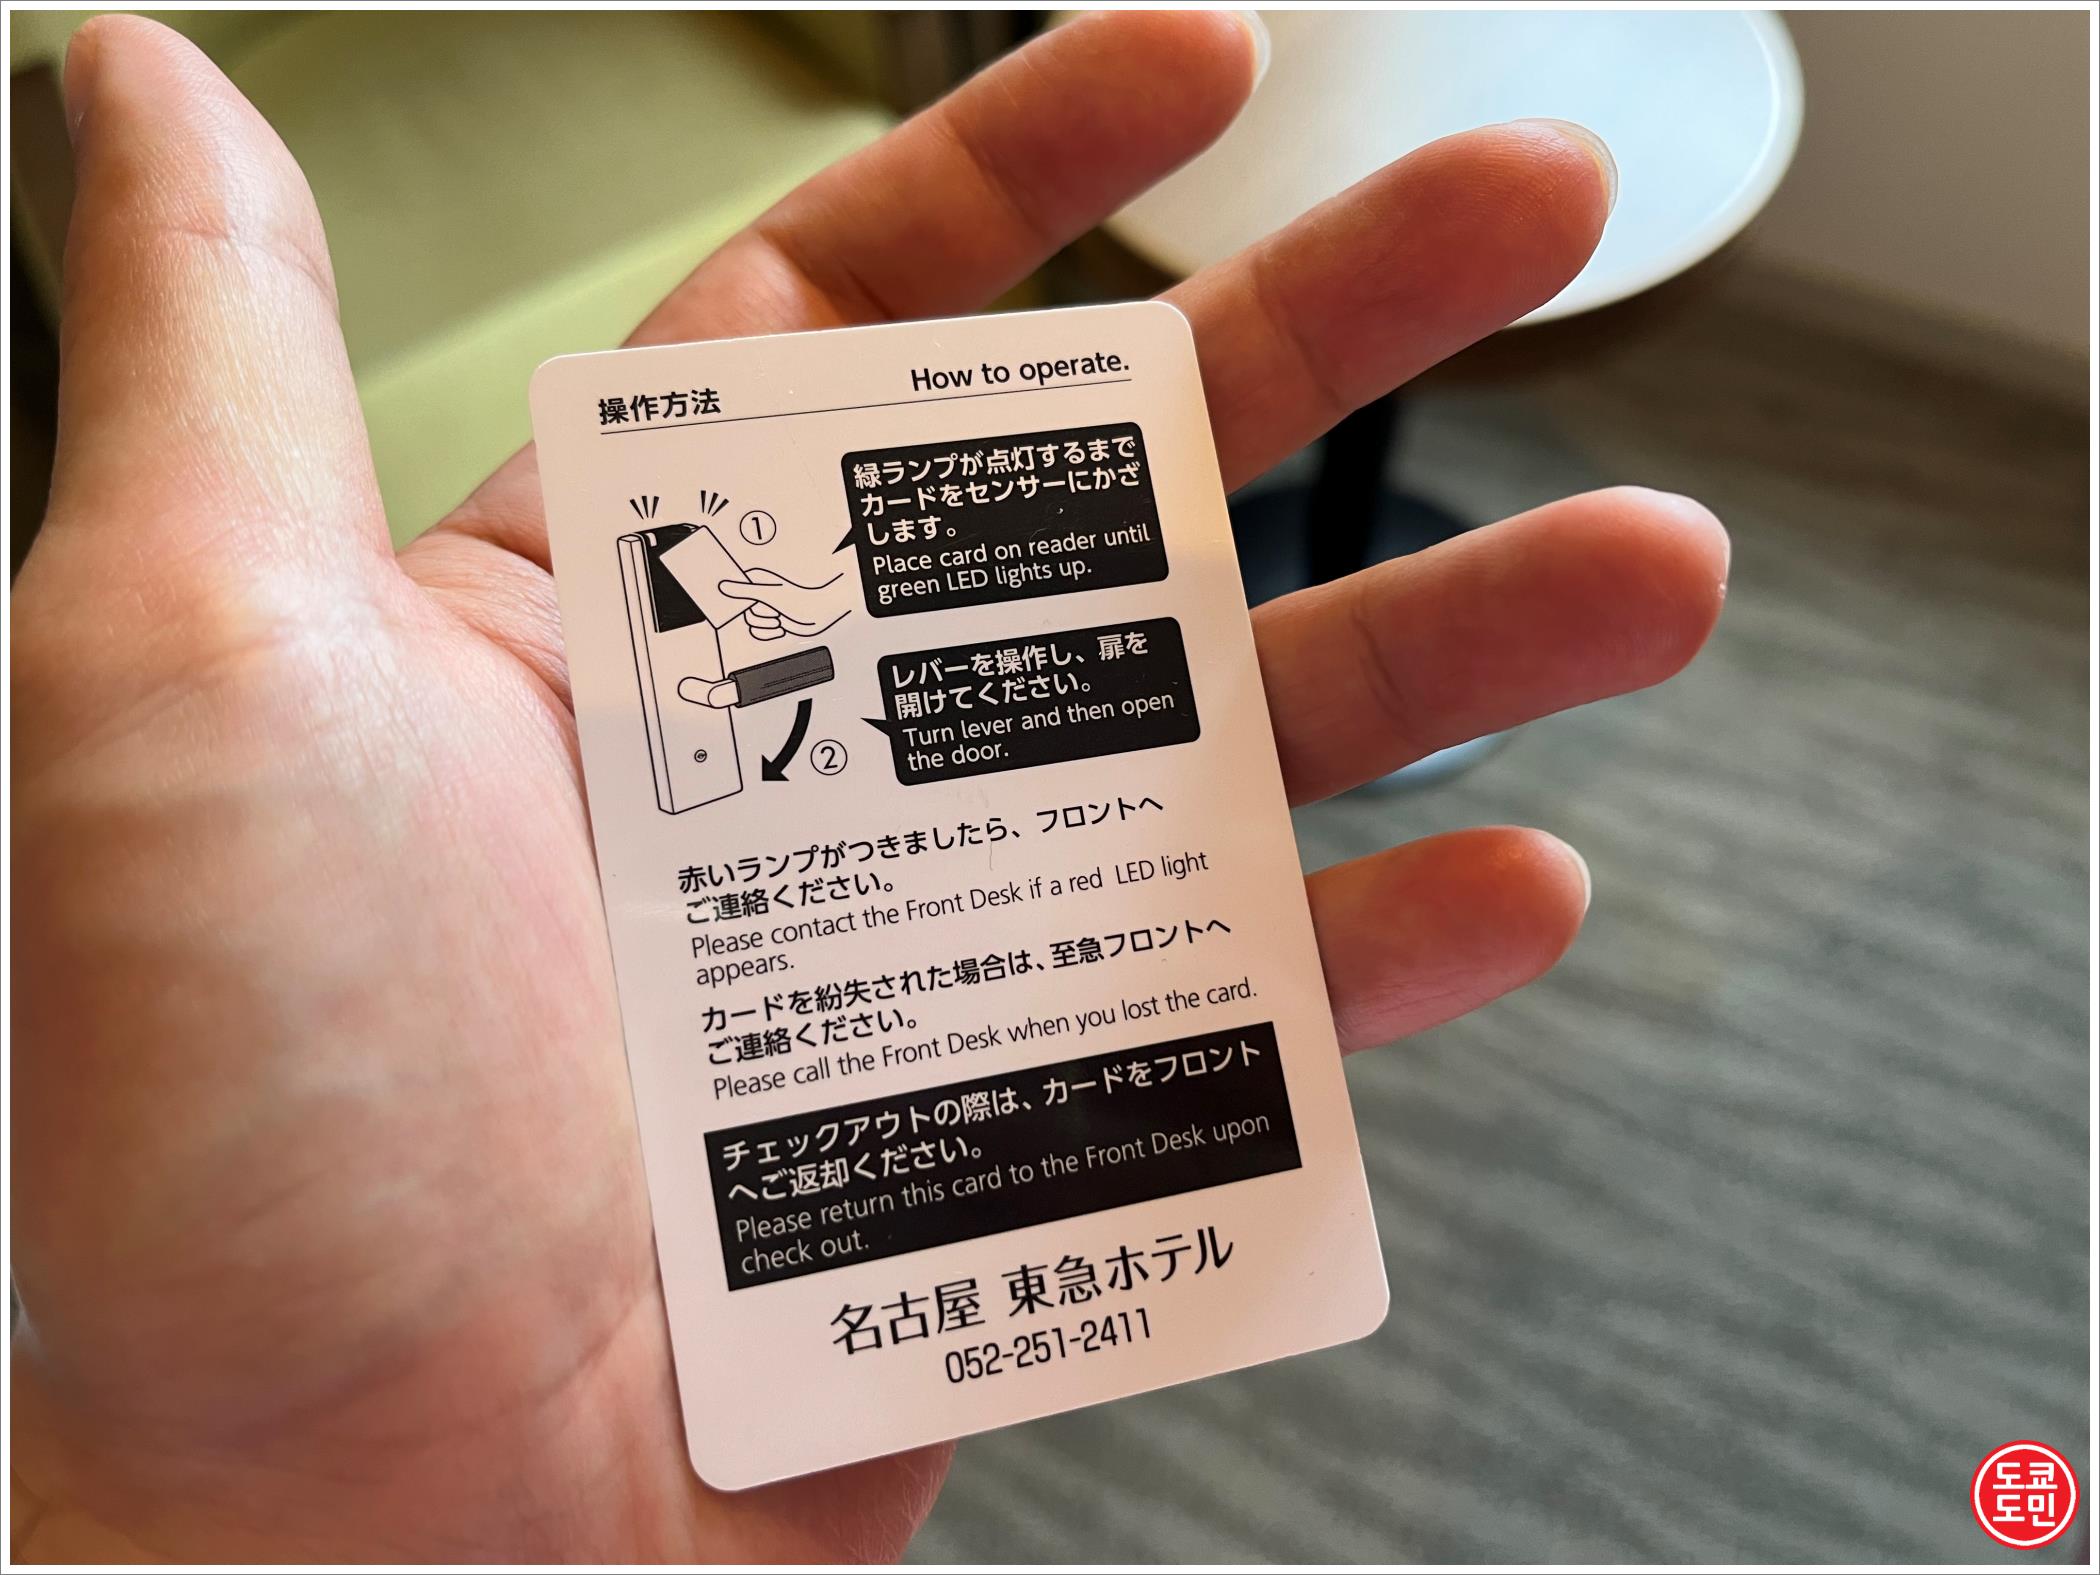 操作方法
How to operate.
①
緑ランプが点灯するまで
カードをセンサーにかざ
します。
Place card on reader until
green LED lights up.
②
レバーを操作し、扉を
開けてください。
Turn lever and then open
the door.
赤いランプがつきましたら、フロントへ
ご連絡ください。
Please contact the Front Desk if a red LED light
appears.
カードを紛失された場合は、至急フロントへ
ご連絡ください。
Please call the Front Desk when you lost the card.
チェックアウトの際は、カードをフロント
へご返却ください。
Please return this card to the Front Desk upon
check out.
名古屋 東急ホテル
052-251-2411
도쿄
도민